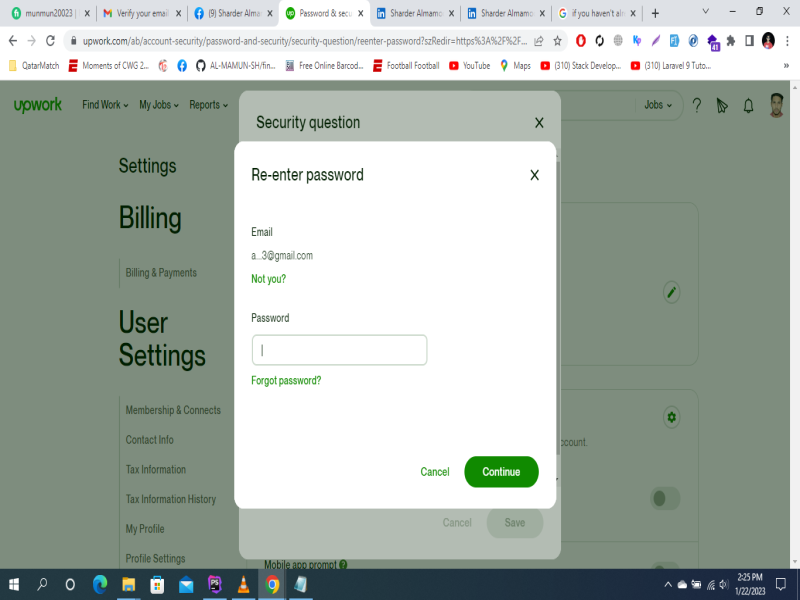 munmun20023 |
Verify your email
(9) Sharder Almam
Password & secu
Sharder Almamo
Sharder Almamo
if you haven't alr
upwork.com/ab/account-security/password-and-security/security-question/reenter-password?szRedir=https%3A%2F%2F...
41
QatarMatch
Moments of CWG 2...
AL-MAMUN-SH/fin...
Free Online Barcod...
Football Football
YouTube
Maps
(310) Stack Develop...
(310) Laravel 9 Tuto...
»
upwork
Find Work
My Jobs
Reports
Jobs
?
Security question
X
Settings
Re-enter password
X
Billing
Email
a...3@gmail.com
Billing & Payments
Not you?
User
Settings
Password
Forgot password?
Membership & Connects
Contact Info
ccount.
Tax Information
Cancel
Continue
Tax Information History
My Profile
Cancel
Save
Profile Settings
Mobile app prompt ?
2:25 PM
1/22/2023